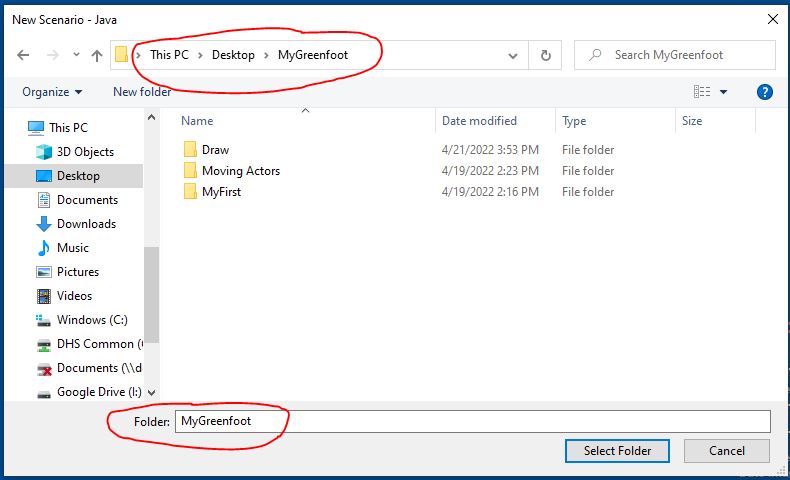 New Scenario - Java
This PC > Desktop > MyGreenfoot
Search MyGreenfoot
Organize
New folder
This PC
3D Objects
Desktop
Documents
Downloads
Music
Pictures
Videos
Windows (C:)
DHS Common (
Documents (\\d
Google Drive (I:)
Name Date modified Type Size
Draw 4/21/2022 3:53 PM File folder
Moving Actors 4/19/2022 2:23 PM File folder
MyFirst 4/19/2022 2:16 PM File folder
Folder: MyGreenfoot
Select Folder
Cancel